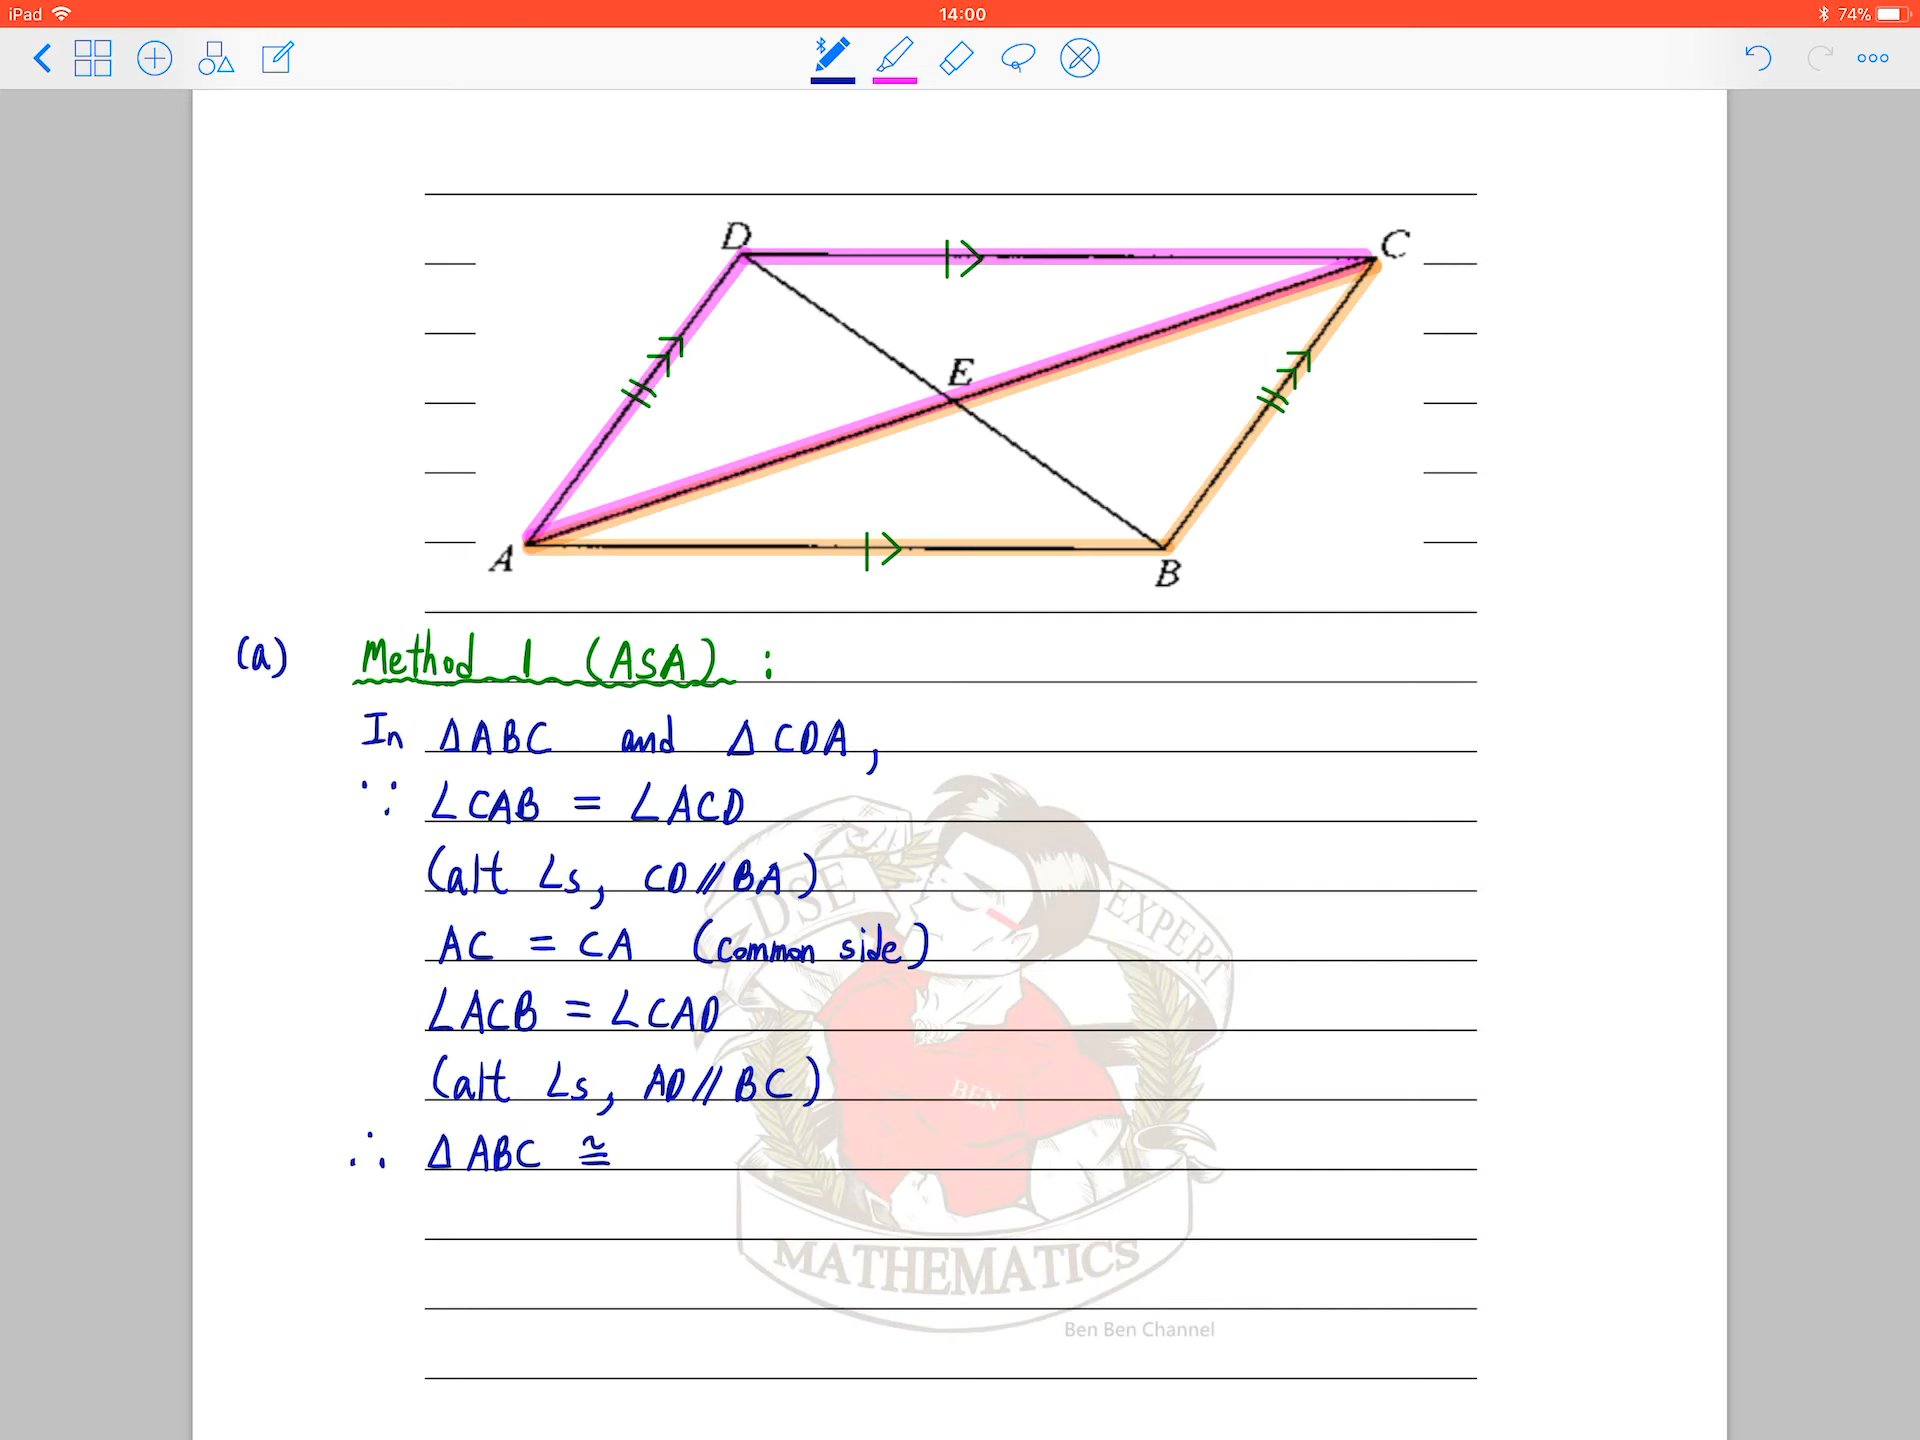 iPad 14:00 74%
D C
E
A B
(a) Method 1 (ASA) :
In ΔABC and ΔCDA,
∵ ∠CAB = ∠ACD
(alt ∠s, CD//BA)
AC = CA (common side)
∠ACB = ∠CAD
(alt ∠s, AD//BC)
∴ ΔABC ≅
DSE EXPERT
BEN
MATHEMATICS
Ben Ben Channel